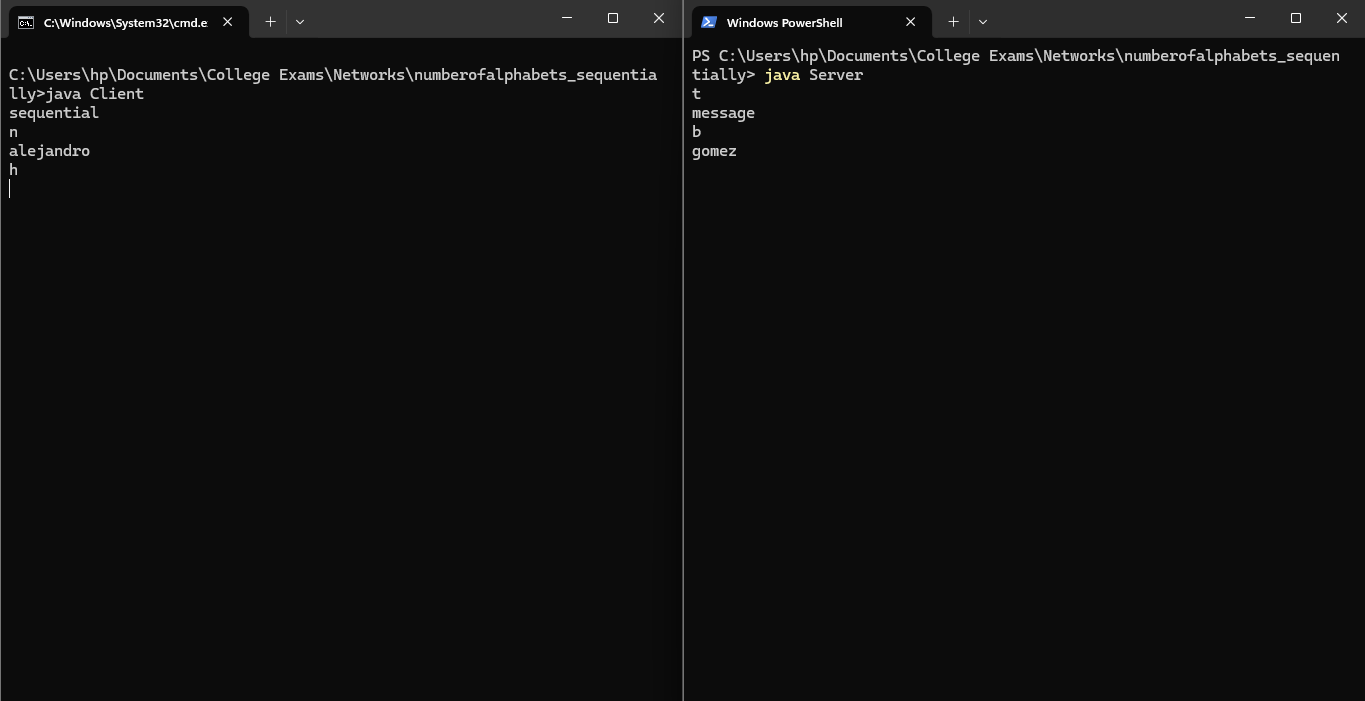 C:\Windows\System32\cmd.e
C:\Users\hp\Documents\College Exams\Networks\numberofalphabets_sequentia
lly>java Client
sequential
n
alejandro
h
Windows PowerShell
PS C:\Users\hp\Documents\College Exams\Networks\numberofalphabets_sequen
tially> java Server
t
message
b
gomez